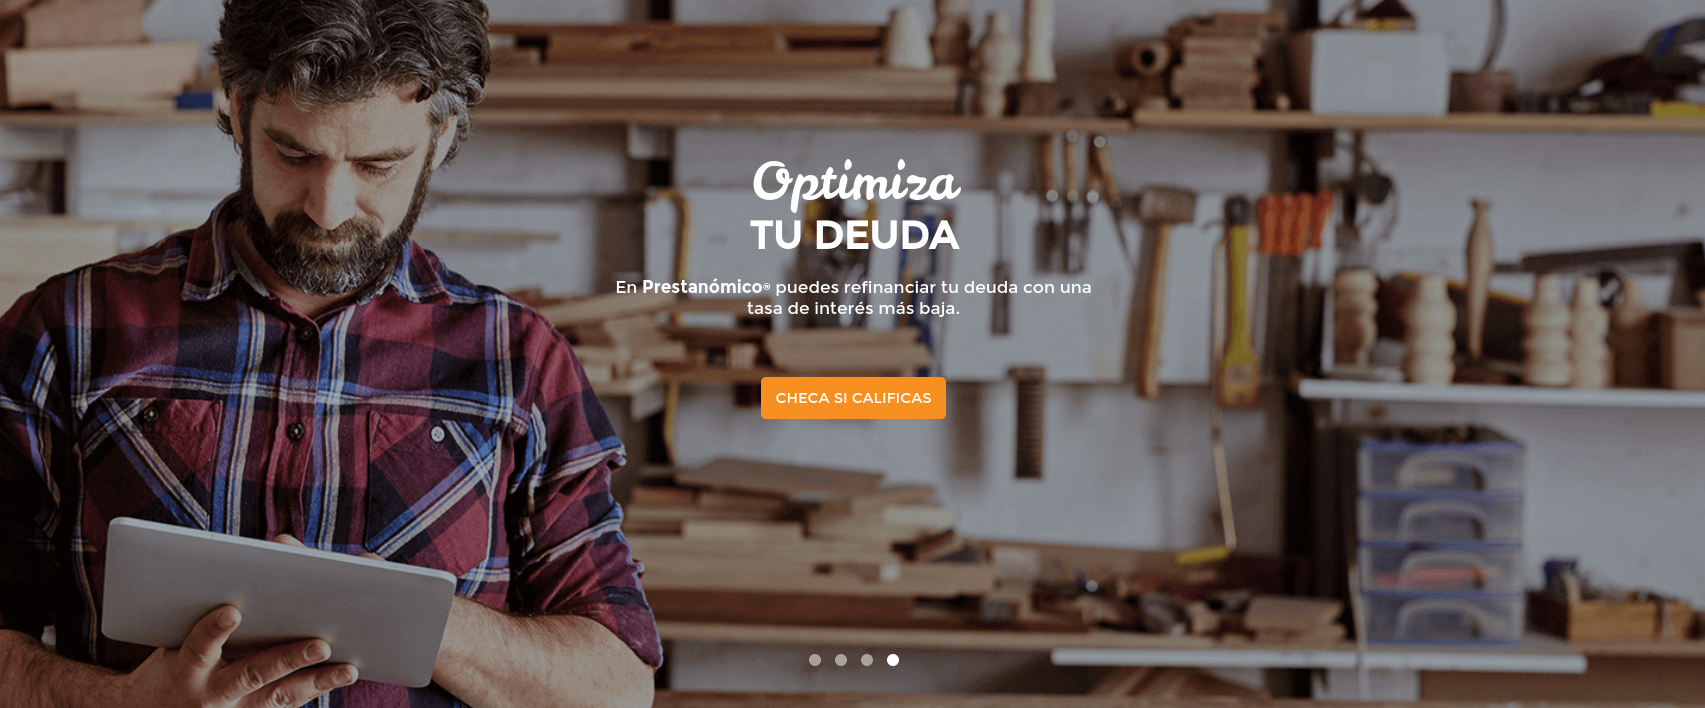 Optimiza
TU DEUDA
En Prestanómico® puedes refinanciar tu deuda con una
tasa de interés más baja.
CHECA SI CALIFICAS